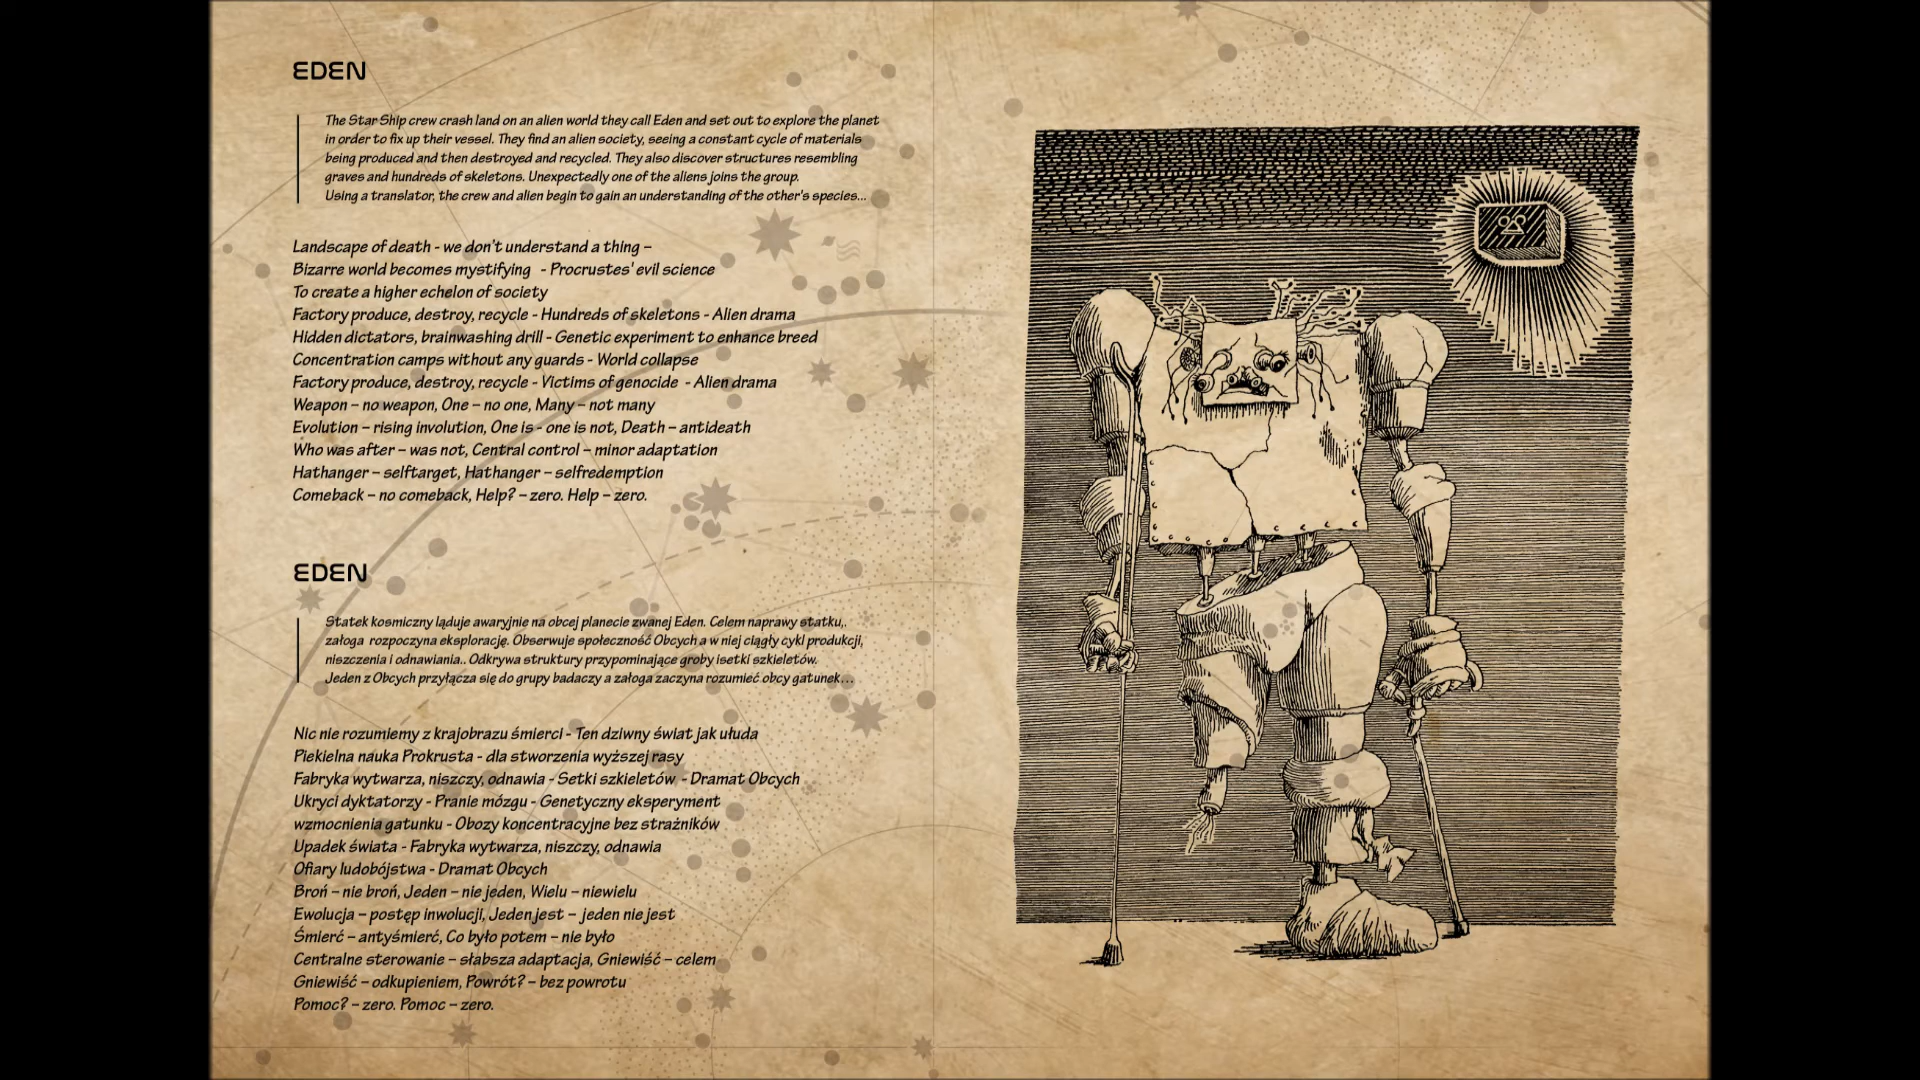 EDEN
The Star Ship crew crash land on an alien world they call Eden and set out to explore the planet
in order to fix up their vessel. They find an alien society, seeing a constant cycle of materials
being produced and then destroyed and recycled. They also discover structures resembling
graves and hundreds of skeletons. Unexpectedly one of the aliens joins the group.
Using a translator, the crew and alien begin to gain an understanding of the other's species...
Landscape of death - we don't understand a thing –
Bizarre world becomes mystifying - Procrustes' evil science
To create a higher echelon of society
Factory produce, destroy, recycle - Hundreds of skeletons - Alien drama
Hidden dictators, brainwashing drill - Genetic experiment to enhance breed
Concentration camps without any guards - World collapse
Factory produce, destroy, recycle - Victims of genocide - Alien drama
Weapon – no weapon, One – no one, Many – not many
Evolution – rising involution, One is - one is not, Death – antideath
Who was after – was not, Central control – minor adaptation
Hathanger – selftarget, Hathanger – selfredemption
Comeback – no comeback, Help? – zero. Help – zero.
EDEN
Statek kosmiczny ląduje awaryjnie na obcej planecie zwanej Eden. Celem naprawy statku,.
załoga rozpoczyna eksplorację. Obserwuje społeczność Obcych a w niej ciągły cykl produkcji,
niszczenia i odnawiania.. Odkrywa struktury przypominające groby isetki szkieletów.
Jeden z Obcych przyłącza się do grupy badaczy a załoga zaczyna rozumieć obcy gatunek...
Nic nie rozumiemy z krajobrazu śmierci - Ten dziwny świat jak ułuda
Piekielna nauka Prokrusta - dla stworzenia wyższej rasy
Fabryka wytwarza, niszczy, odnawia - Setki szkieletów - Dramat Obcych
Ukryci dyktatorzy - Pranie mózgu - Genetyczny eksperyment
wzmocnienia gatunku - Obozy koncentracyjne bez strażników
Upadek świata - Fabryka wytwarza, niszczy, odnawia
Ofiary ludobójstwa - Dramat Obcych
Broń – nie broń, Jeden – nie jeden, Wielu – niewielu
Ewolucja – postęp inwolucji, Jeden jest – jeden nie jest
Śmierć – antyśmierć, Co było potem – nie było
Centralne sterowanie – słabsza adaptacja, Gniewiść – celem
Gniewiść – odkupieniem, Powrót? – bez powrotu
Pomoc? – zero. Pomoc – zero.